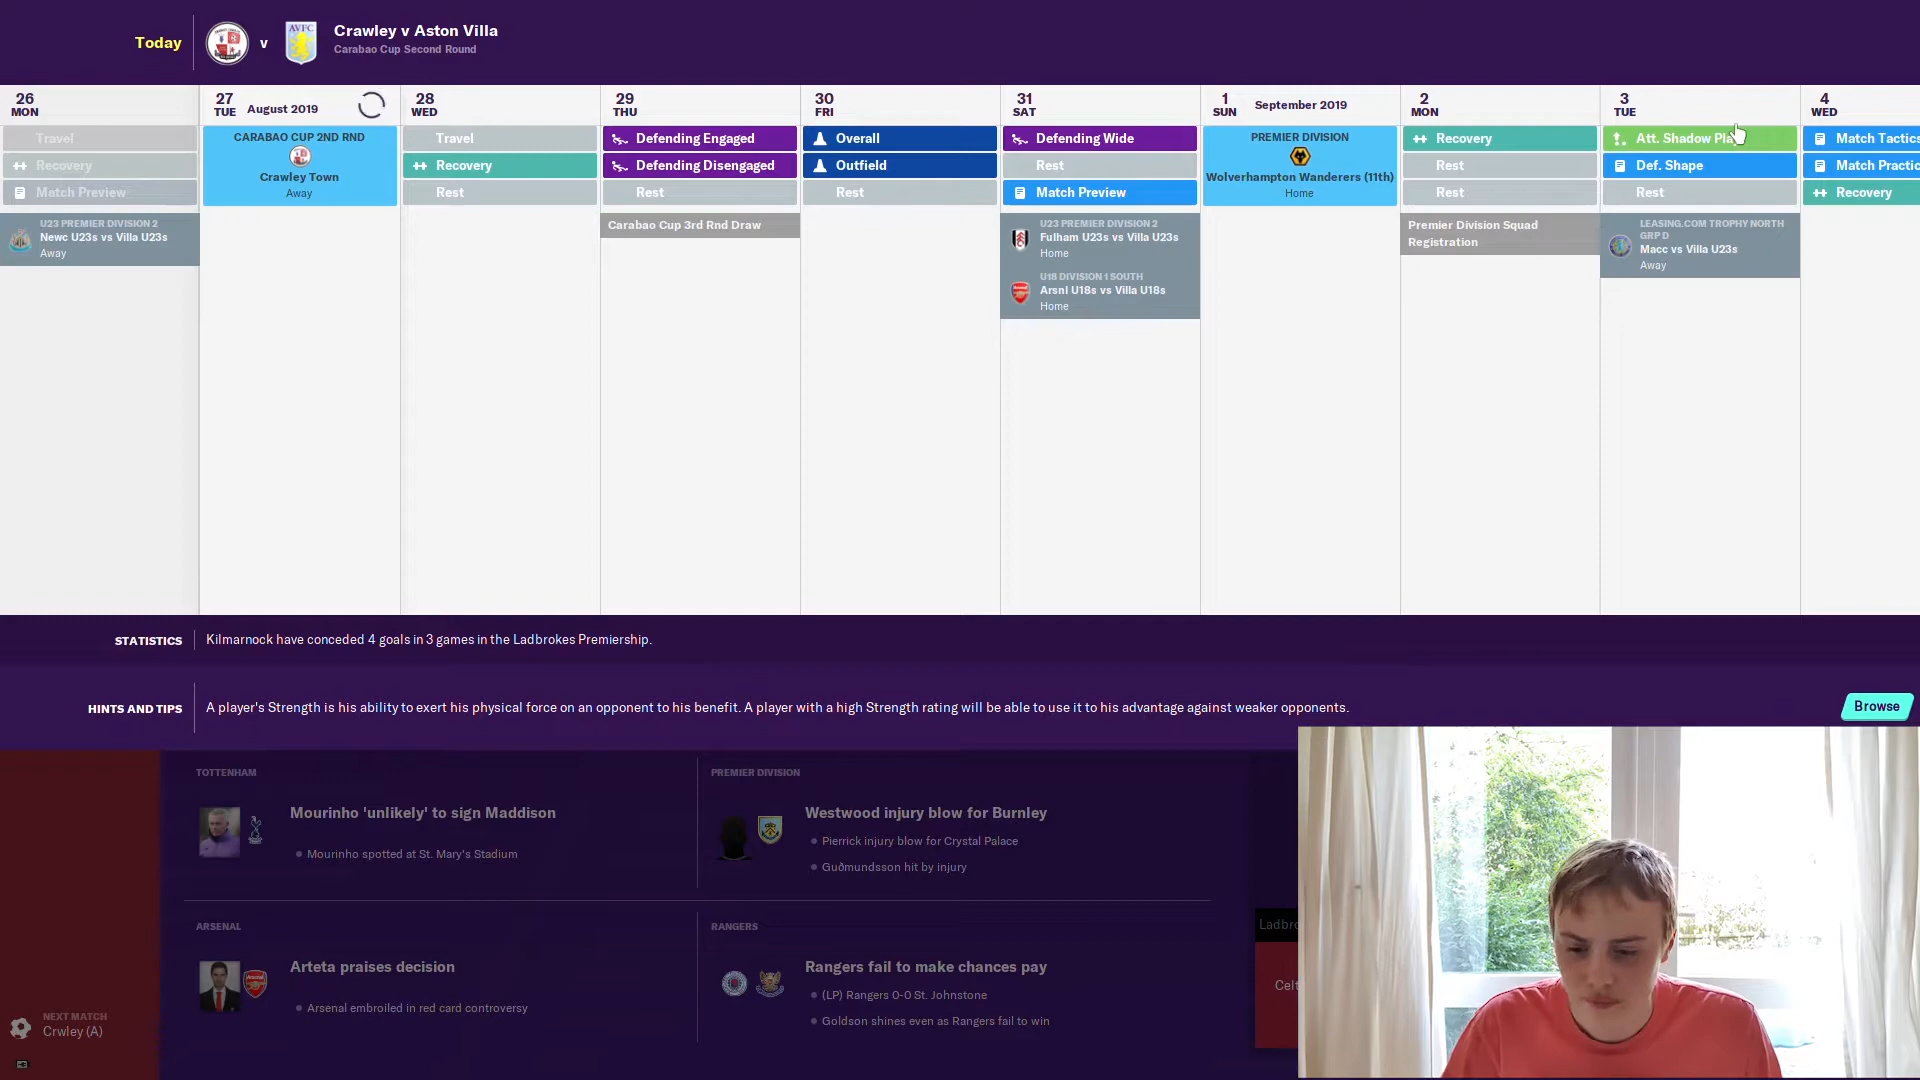 Today
v
Crawley v Aston Villa
Carabao Cup Second Round
26
MON
Travel
Recovery
Match Preview
U23 PREMIER DIVISION 2
Newc U23s vs Villa U23s
Away
27
TUE August 2019
CARABAO CUP 2ND RND
Crawley Town
Away
28
WED
Travel
Recovery
Rest
29
THU
Defending Engaged
Defending Disengaged
Rest
Carabao Cup 3rd Rnd Draw
30
FRI
Overall
Outfield
Rest
31
SAT
Defending Wide
Rest
Match Preview
U23 PREMIER DIVISION 2
Fulham U23s vs Villa U23s
Home
U18 DIVISION 1 SOUTH
Arsnl U18s vs Villa U18s
Home
1
SUN September 2019
PREMIER DIVISION
Wolverhampton Wanderers (11th)
Home
2
MON
Recovery
Rest
Rest
Premier Division Squad
Registration
3
TUE
Att. Shadow Pla
Def. Shape
Rest
LEASING.COM TROPHY NORTH
GRP D
Macc vs Villa U23s
Away
4
WED
Match Tactics
Match Practic
Recovery
STATISTICS Kilmarnock have conceded 4 goals in 3 games in the Ladbrokes Premiership.
HINTS AND TIPS A player's Strength is his ability to exert his physical force on an opponent to his benefit. A player with a high Strength rating will be able to use it to his advantage against weaker opponents.
Browse
TOTTENHAM
Mourinho 'unlikely' to sign Maddison
Mourinho spotted at St. Mary's Stadium
PREMIER DIVISION
Westwood injury blow for Burnley
Pierrick injury blow for Crystal Palace
Guðmundsson hit by injury
ARSENAL
Arteta praises decision
Arsenal embroiled in red card controversy
RANGERS
Rangers fail to make chances pay
(LP) Rangers 0-0 St. Johnstone
Goldson shines even as Rangers fail to win
Ladbro
Celt
NEXT MATCH
Crwley (A)